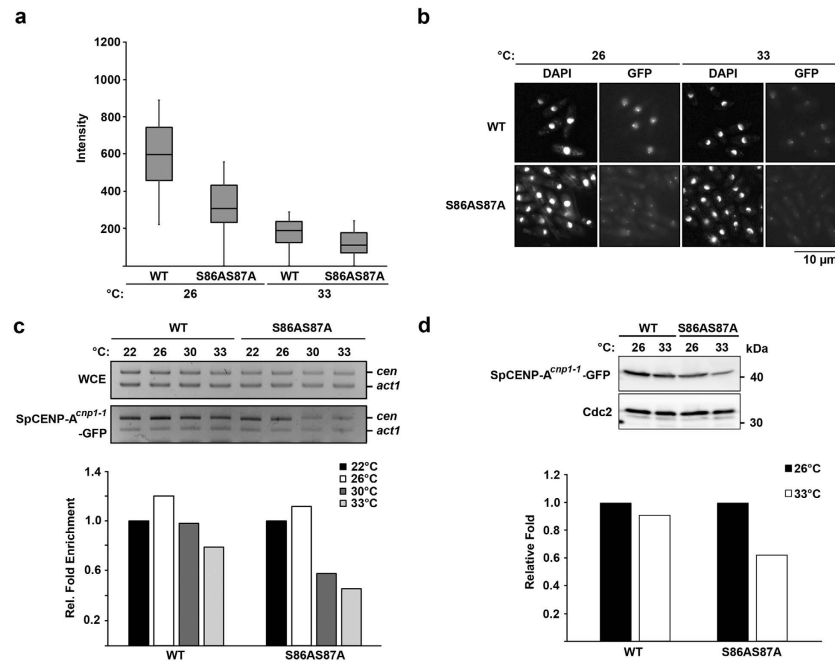 a
1200
1000
800
600
400
200
Intensity
WT S86AS87A WT S86AS87A
°C: 26 33
b
°C: 26 33
DAPI GFP DAPI GFP
WT
S86AS87A
10 µm
c
WT S86AS87A
°C: 22 26 30 33 22 26 30 33
WCE
cen
act1
SpCENP-Acnp1-1
-GFP
cen
act1
22°C
26°C
30°C
33°C
1.4
1.0
0.6
0.2
Rel. Fold Enrichment
WT S86AS87A
d
WT S86AS87A
°C: 26 33 26 33 kDa
SpCENP-Acnp1-1-GFP
40
Cdc2
30
26°C
33°C
1.2
1.0
0.8
0.6
0.4
0.2
Relative Fold
WT S86AS87A